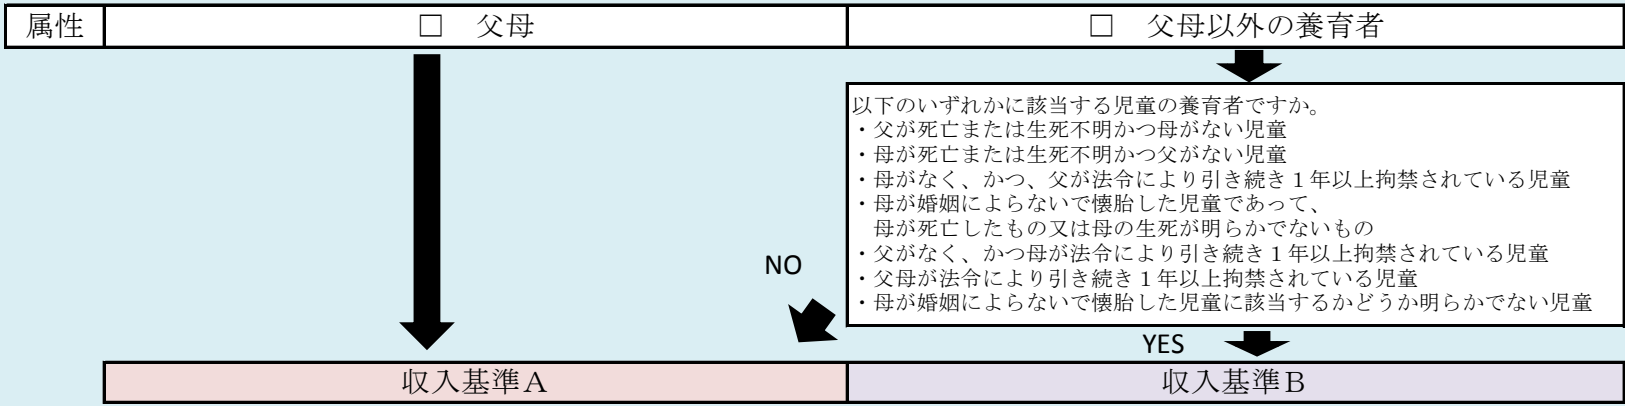 属性
□ 父母
□ 父母以外の養育者
以下のいずれかに該当する児童の養育者ですか。
・父が死亡または生死不明かつ母がない児童
・母が死亡または生死不明かつ父がない児童
・母がなく、かつ、父が法令により引き続き１年以上拘禁されている児童
・母が婚姻によらないで懐胎した児童であって、
母が死亡したもの又は母の生死が明らかでないもの
・父がなく、かつ母が法令により引き続き１年以上拘禁されている児童
・父母が法令により引き続き１年以上拘禁されている児童
・母が婚姻によらないで懐胎した児童に該当するかどうか明らかでない児童
NO
YES
収入基準Ａ
収入基準Ｂ